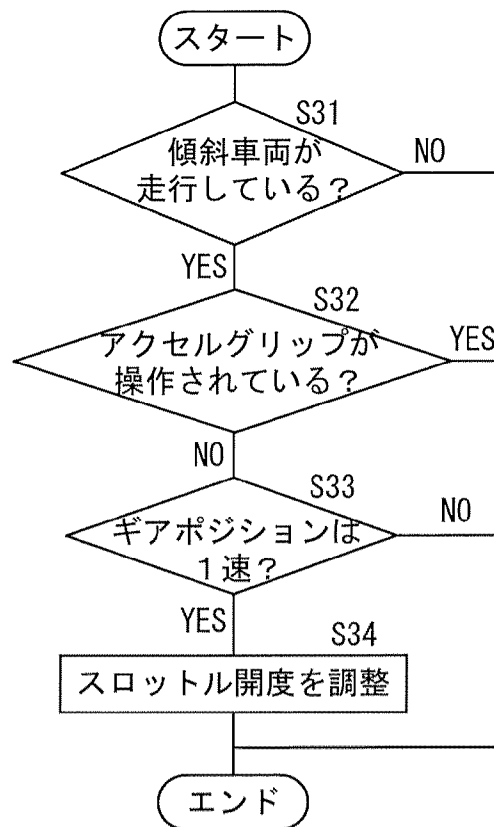 スタート
S31
傾斜車両が
走行している？
NO
YES
S32
アクセルグリップが
操作されている？
YES
NO
S33
ギアポジションは
１速？
NO
YES
S34
スロットル開度を調整
エンド